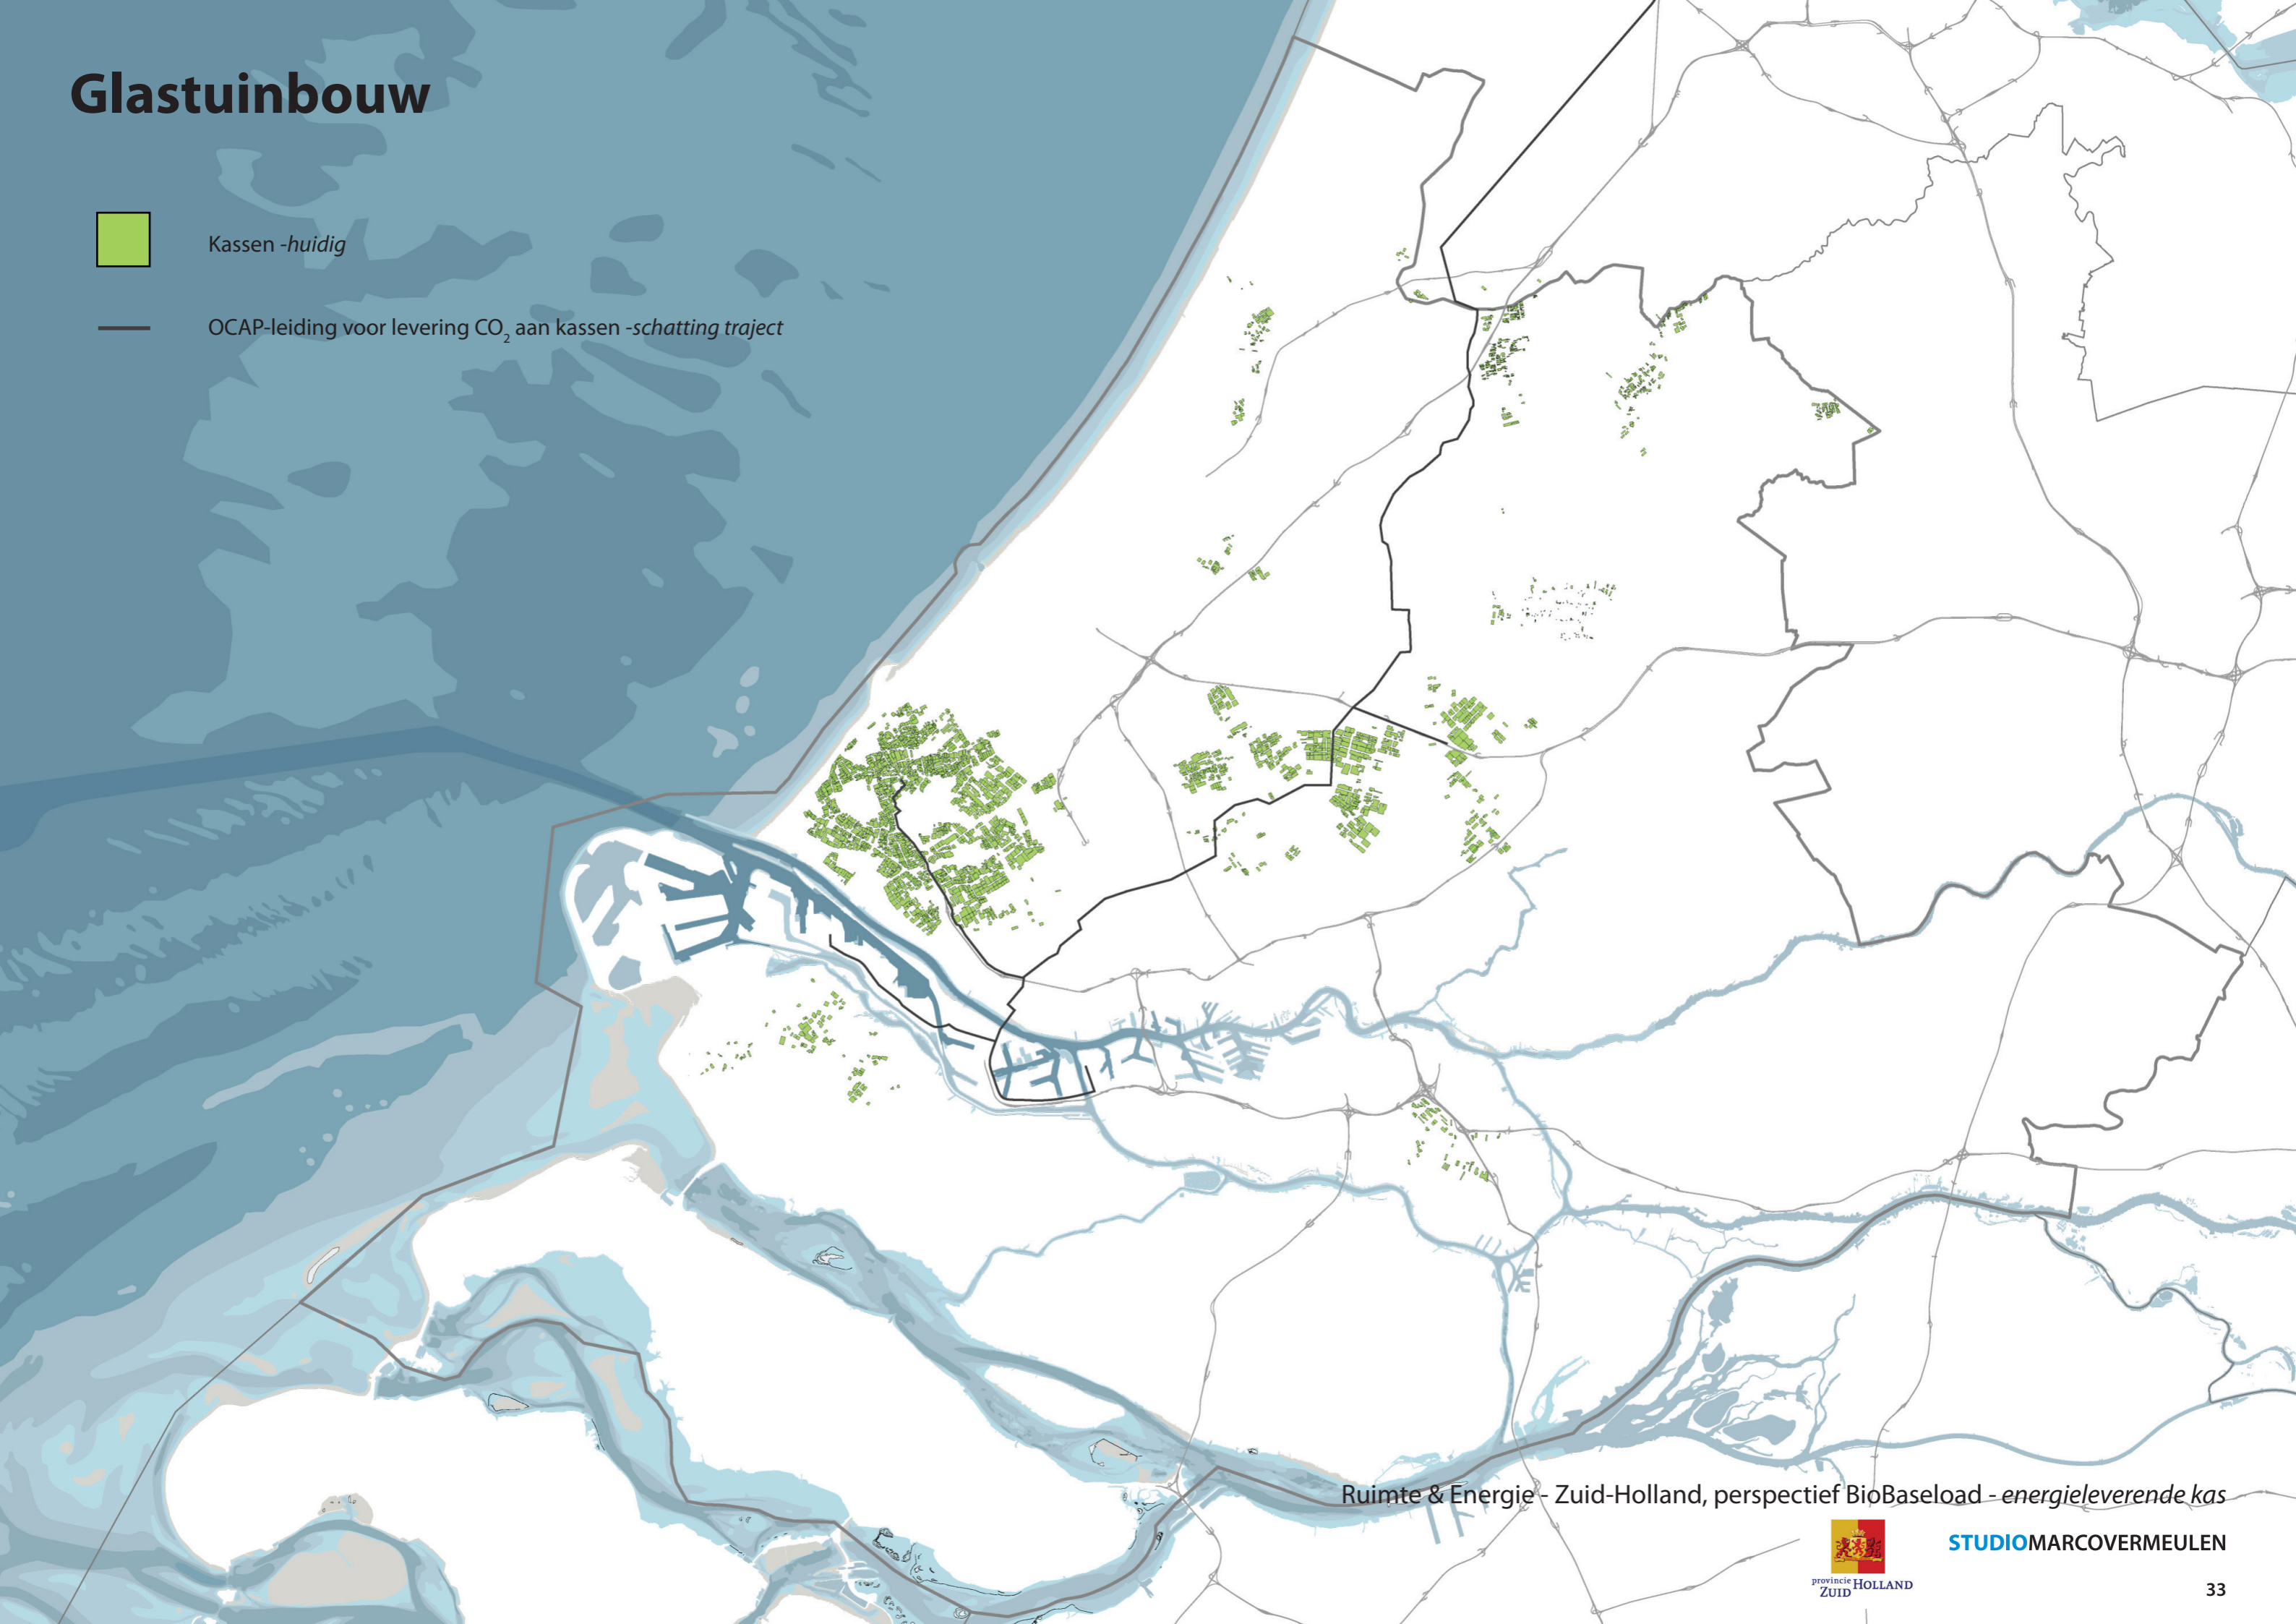 Glastuinbouw
Kassen -huidig
OCAP-leiding voor levering CO2 aan kassen -schatting traject
Ruimte & Energie - Zuid-Holland, perspectief BioBaseload - energieleverende kas
STUDIOMARCOVERMEULEN
provincie HOLLAND
ZUID
33